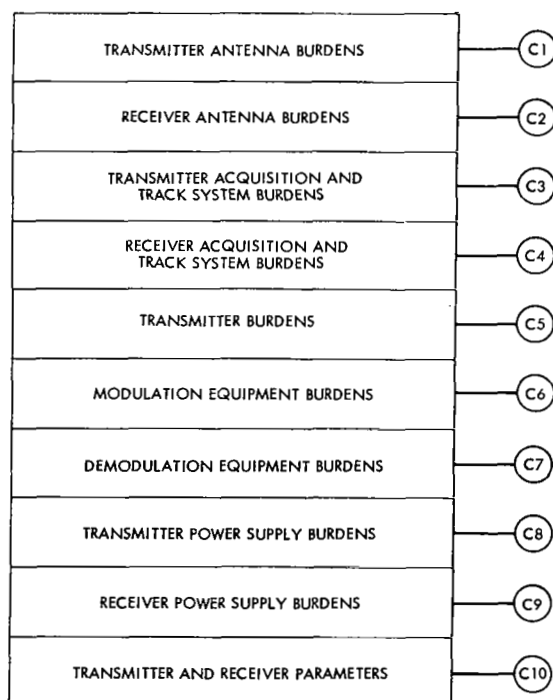 TRANSMITTER ANTENNA BURDENS
C1
RECEIVER ANTENNA BURDENS
C2
TRANSMITTER ACQUISITION AND
TRACK SYSTEM BURDENS
C3
RECEIVER ACQUISITION AND
TRACK SYSTEM BURDENS
C4
TRANSMITTER BURDENS
C5
MODULATION EQUIPMENT BURDENS
C6
DEMODULATION EQUIPMENT BURDENS
C7
TRANSMITTER POWER SUPPLY BURDENS
C8
RECEIVER POWER SUPPLY BURDENS
C9
TRANSMITTER AND RECEIVER PARAMETERS
C10